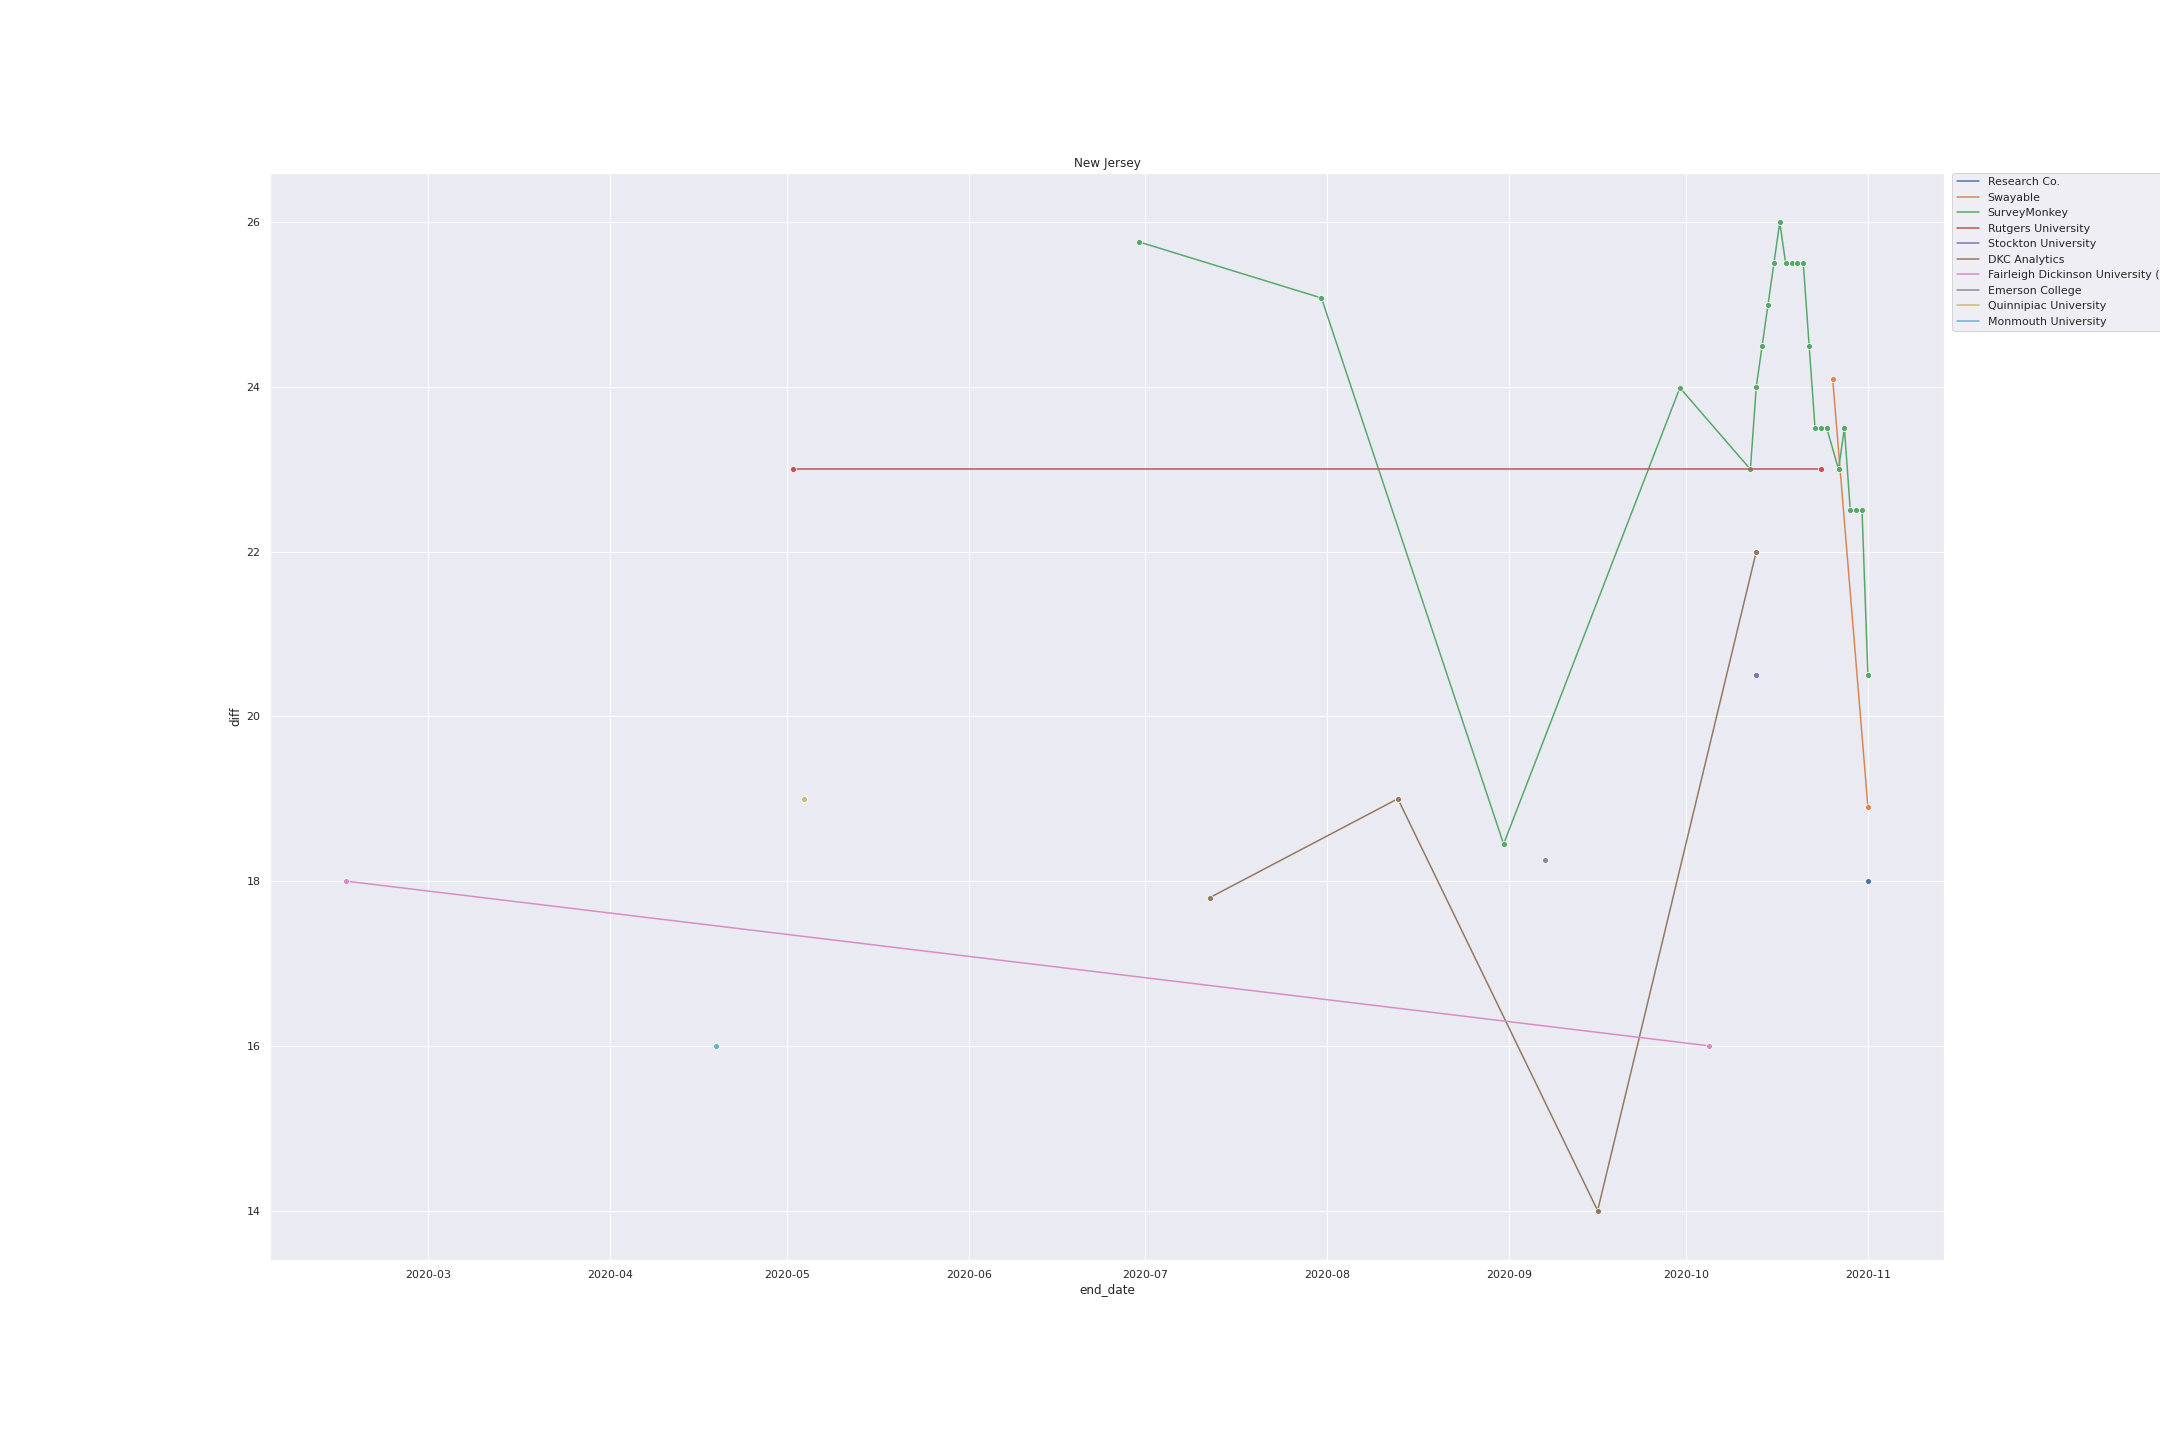 New Jersey
Research Co.
Swayable
SurveyMonkey
Rutgers University
Stockton University
DKC Analytics
Fairleigh Dickinson University (
Emerson College
Quinnipiac University
Monmouth University
26
24
22
20
18
16
14
diff
2020-03 2020-04 2020-05 2020-06 2020-07 2020-08 2020-09 2020-10 2020-11
end_date